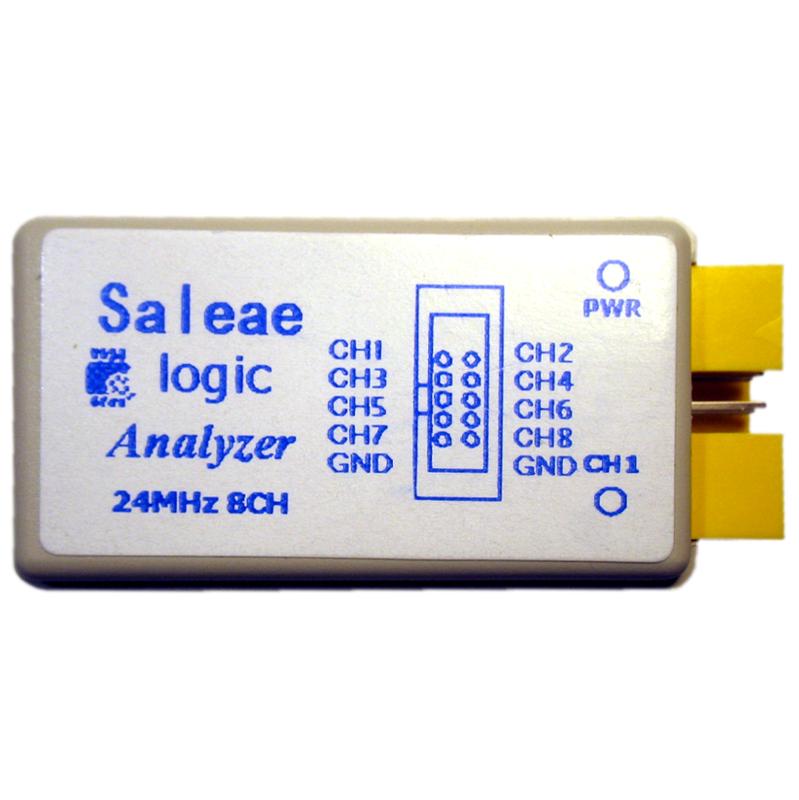 Saleae
logic
Analyzer
24MHz 8CH
CH1 CH2
CH3 CH4
CH5 CH6
CH7 CH8
GND GND
PWR
CH1